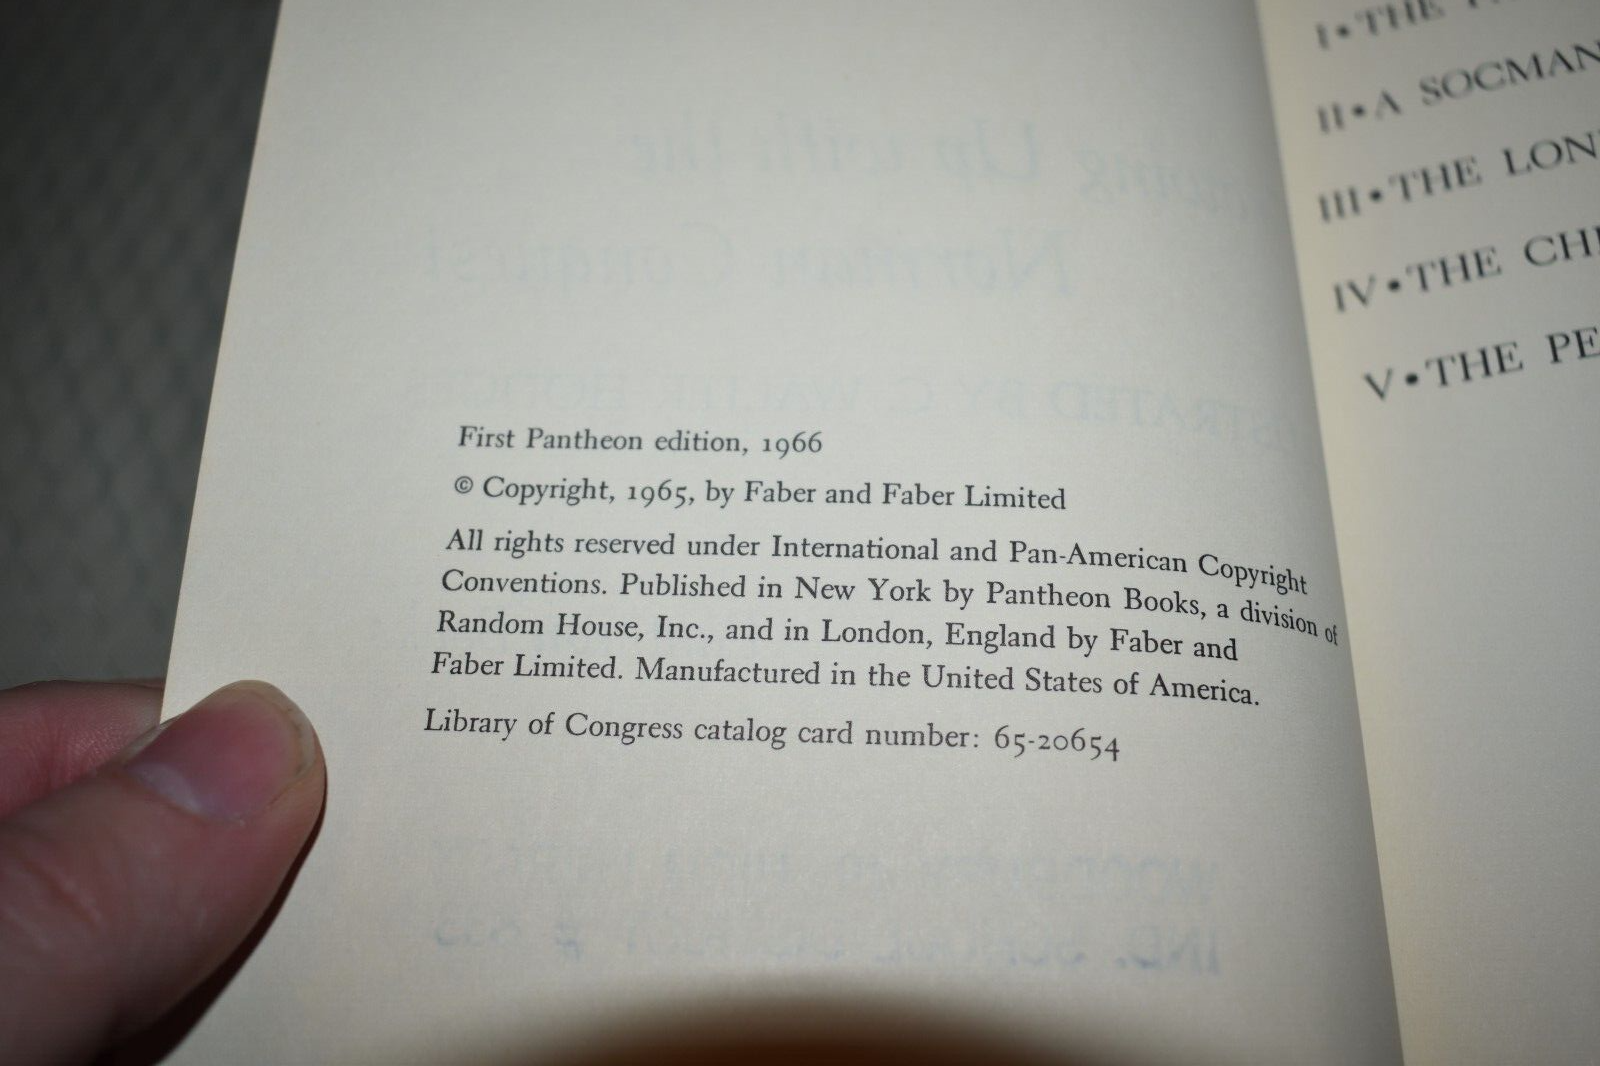 First Pantheon edition, 1966
© Copyright, 1965, by Faber and Faber Limited
All rights reserved under International and Pan-American Copyright
Conventions. Published in New York by Pantheon Books, a division of
Random House, Inc., and in London, England by Faber and
Faber Limited. Manufactured in the United States of America.
Library of Congress catalog card number: 65-20654
I • THE
II • A SOCMAN
III • THE LON
IV • THE CHI
V • THE PE